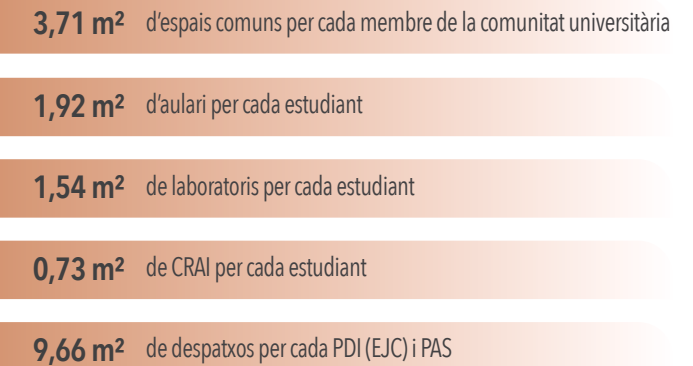 3,71 m² d'espais comuns per cada membre de la comunitat universitària
1,92 m² d'aulari per cada estudiant
1,54 m² de laboratoris per cada estudiant
0,73 m² de CRAI per cada estudiant
9,66 m² de despatxos per cada PDI (EJC) i PAS